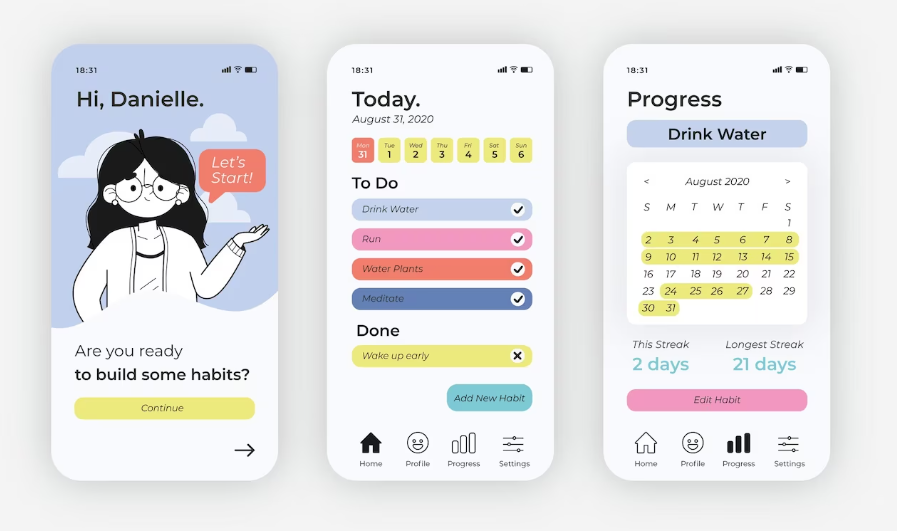 18:31
Hi, Danielle.
Let's
Start!
Are you ready
to build some habits?
Continue
18:31
Today.
August 31, 2020
Mon Tue Wed Thu Fri Sat Sun
31 1 2 3 4 5 6
To Do
Drink Water
Run
Water Plants
Meditate
Done
Wake up early
Add New Habit
Home Profile Progress Settings
18:31
Progress
Drink Water
< August 2020 >
S M T W T F S
1
2 3 4 5 6 7 8
9 10 11 12 13 14 15
16 17 18 19 20 21 22
23 24 25 26 27 28 29
30 31
This Streak Longest Streak
2 days 21 days
Edit Habit
Home Profile Progress Settings